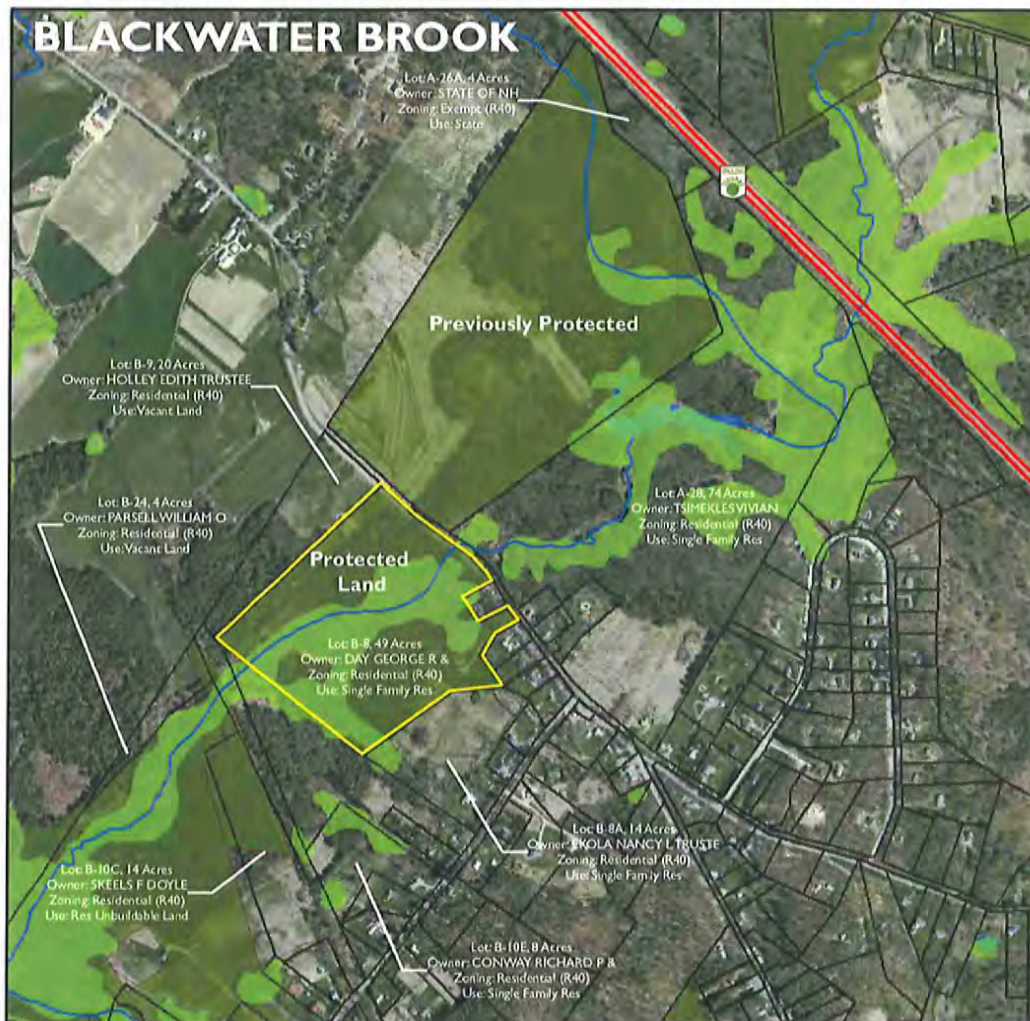 BLACKWATER BROOK
Lot: A-26A, 4 Acres
Owner: STATE OF NH
Zoning: Exempt (R40)
Use: State
Previously Protected
Lot: B-9, 20 Acres
Owner: HOLLEY EDITH TRUSTEE
Zoning: Residential (R40)
Use: Vacant Land
Lot: B-24, 4 Acres
Owner: PARSELL WILLIAM O
Zoning: Residential (R40)
Use: Vacant Land
Lot: A-28, 74 Acres
Owner: TSIMEKLES VIVIAN
Zoning: Residential (R40)
Use: Single Family Res
Protected
Land
Lot: B-8, 49 Acres
Owner: DAY GEORGE R &
Zoning: Residential (R40)
Use: Single Family Res
Lot: B-8A, 14 Acres
Owner: EKOLA NANCY L TRUSTE
Zoning: Residential (R40)
Use: Single Family Res
Lot: B-10C, 14 Acres
Owner: SKEELS F DOYLE
Zoning: Residential (R40)
Use: Res Unbuildable Land
Lot: B-10E, 8 Acres
Owner: CONWAY RICHARD P &
Zoning: Residential (R40)
Use: Single Family Res